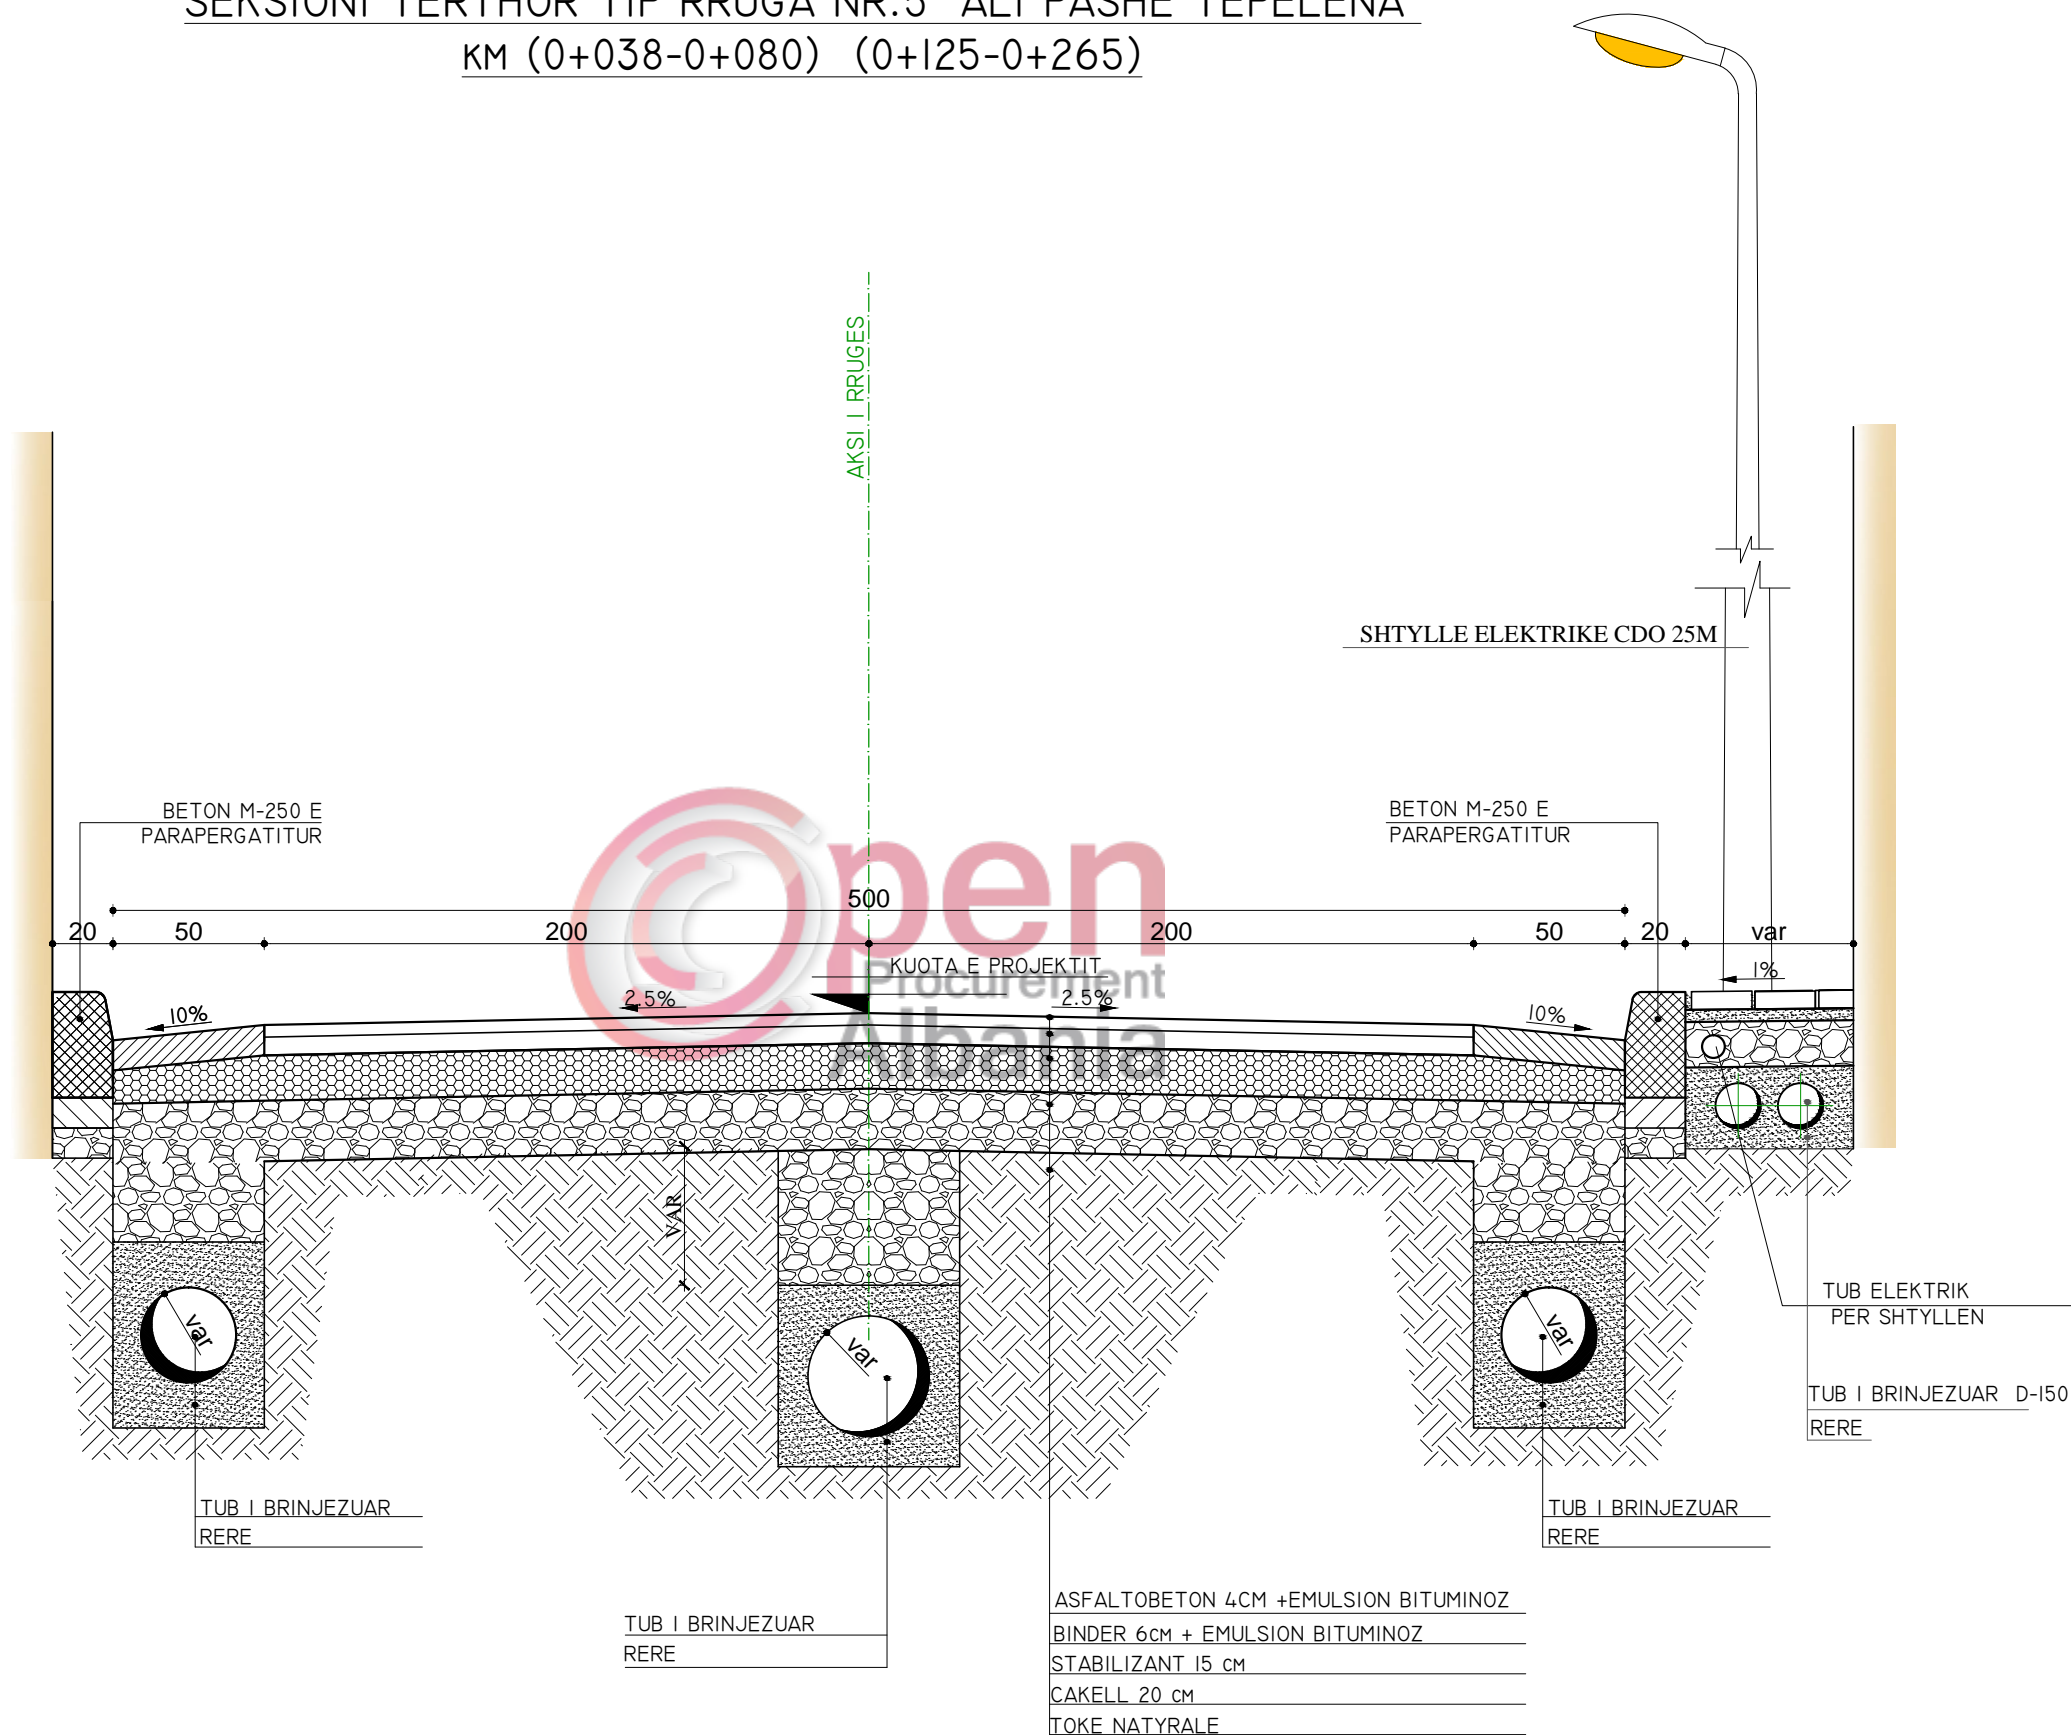 SEKSIONI TERTHOR TIP RRUGA NR.5 ALI PASHE TEPELENA
KM (0+038-0+080) (0+125-0+265)
AKSI I RRUGES
SHTYLLE ELEKTRIKE CDO 25M
BETON M-250 E
PARAPERGATITUR
BETON M-250 E
PARAPERGATITUR
Open
Procurement
Albania
500
20 50 200 200 50 20 var
KUOTA E PROJEKTIT
1%
10% 2.5% 2.5% 10%
VAR
var
var
var
TUB ELEKTRIK
PER SHTYLLEN
TUB I BRINJEZUAR D-150
RERE
TUB I BRINJEZUAR
RERE
TUB I BRINJEZUAR
RERE
TUB I BRINJEZUAR
RERE
ASFALTOBETON 4CM +EMULSION BITUMINOZ
BINDER 6CM + EMULSION BITUMINOZ
STABILIZANT 15 CM
CAKELL 20 CM
TOKE NATYRALE